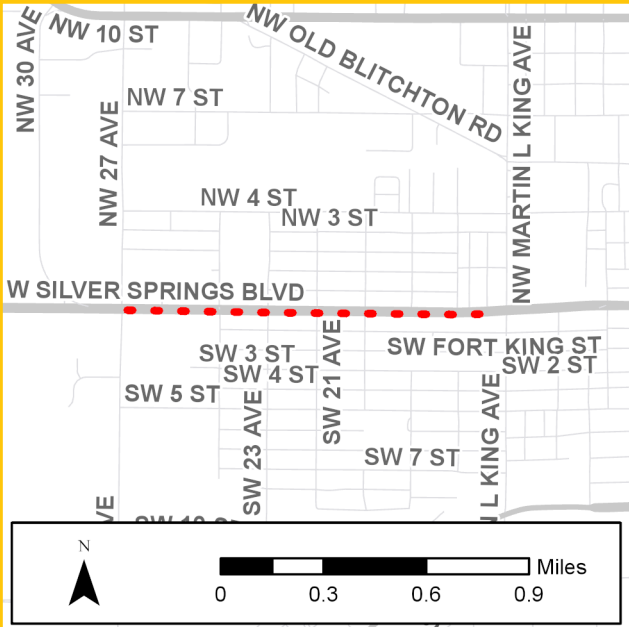 NW 10 ST
NW OLD BLITCHTON RD
NW 30 AVE
NW MARTIN L KING AVE
NW 7 ST
NW 27 AVE
NW 4 ST
NW 3 ST
W SILVER SPRINGS BLVD
SW FORT KING ST
SW 3 ST
SW 2 ST
SW 21 AVE
SW 4 ST
SW 5 ST
SW 23 AVE
L KING AVE
SW 7 ST
VE
N
Miles
0 0.3 0.6 0.9